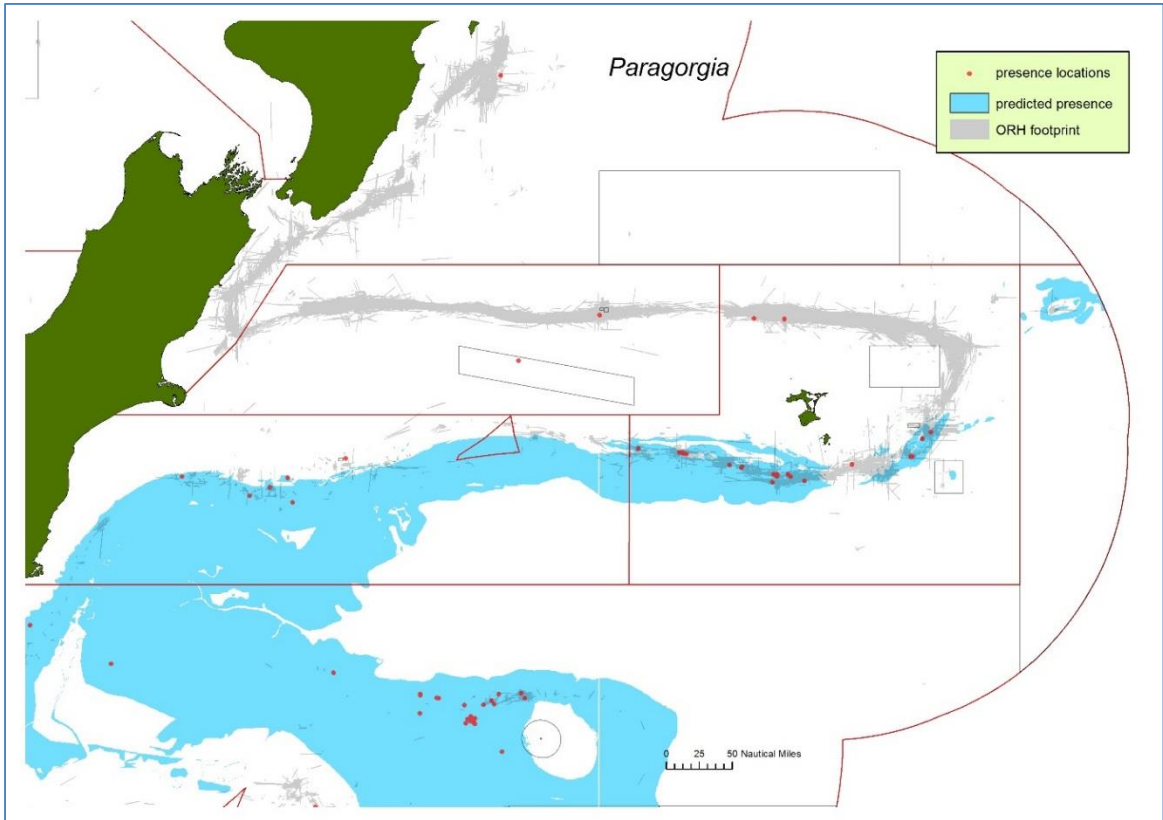 Paragorgia
presence locations
predicted presence
ORH footprint
0 25 50 Nautical Miles